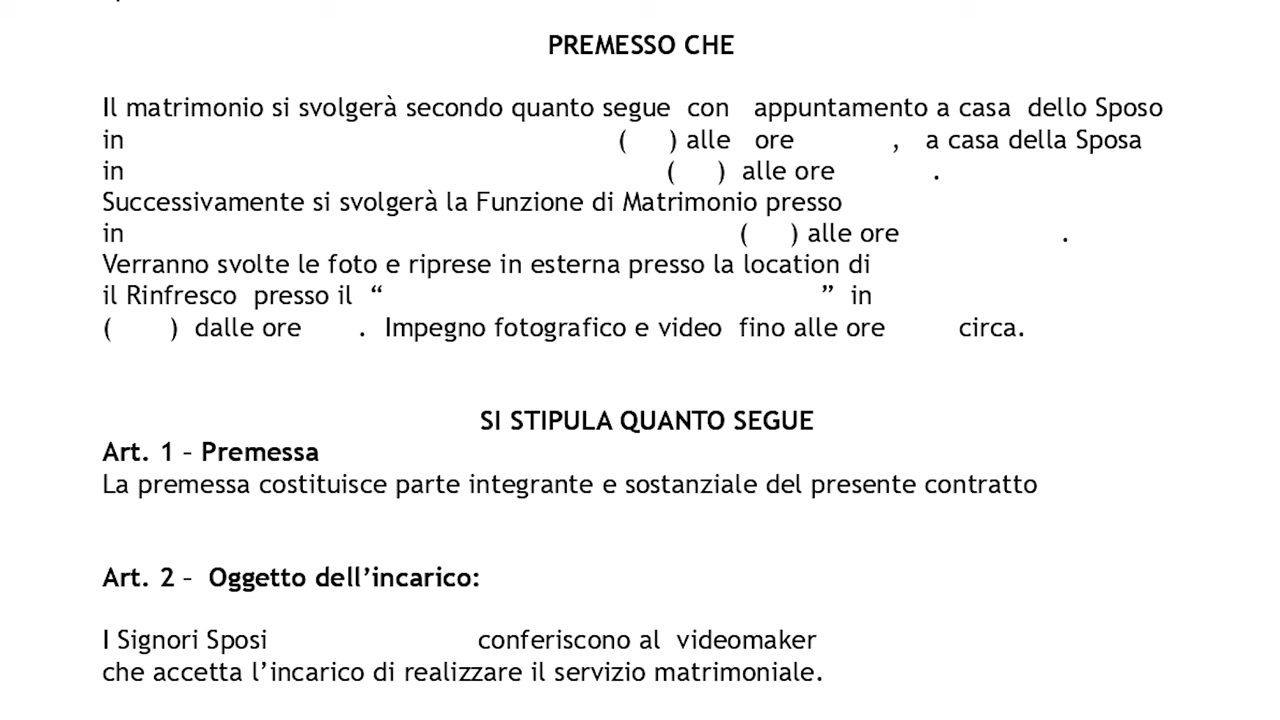 PREMESSO CHE
Il matrimonio si svolgerà secondo quanto segue con appuntamento a casa dello Sposo
in ( ) alle ore , a casa della Sposa
in ( ) alle ore .
Successivamente si svolgerà la Funzione di Matrimonio presso
in ( ) alle ore .
Verranno svolte le foto e riprese in esterna presso la location di
il Rinfresco presso il “ ” in
( ) dalle ore . Impegno fotografico e video fino alle ore circa.
SI STIPULA QUANTO SEGUE
Art. 1 – Premessa
La premessa costituisce parte integrante e sostanziale del presente contratto
Art. 2 – Oggetto dell’incarico:
I Signori Sposi conferiscono al videomaker
che accetta l’incarico di realizzare il servizio matrimoniale.